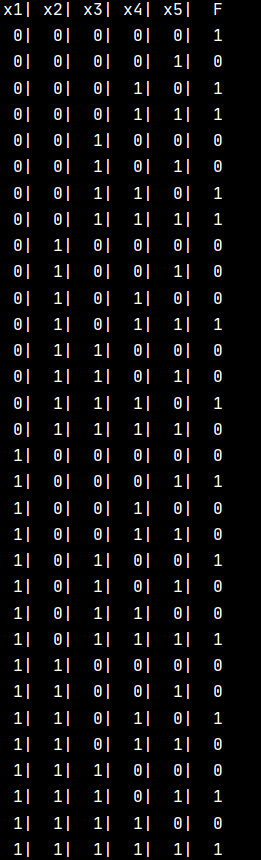 x1| x2| x3| x4| x5| F
0| 0| 0| 0| 0| 1
0| 0| 0| 0| 1| 0
0| 0| 0| 1| 0| 1
0| 0| 0| 1| 1| 1
0| 0| 1| 0| 0| 0
0| 0| 1| 0| 1| 0
0| 0| 1| 1| 0| 1
0| 0| 1| 1| 1| 1
0| 1| 0| 0| 0| 0
0| 1| 0| 0| 1| 0
0| 1| 0| 1| 0| 0
0| 1| 0| 1| 1| 1
0| 1| 1| 0| 0| 0
0| 1| 1| 0| 1| 0
0| 1| 1| 1| 0| 1
0| 1| 1| 1| 1| 0
1| 0| 0| 0| 0| 0
1| 0| 0| 0| 1| 1
1| 0| 0| 1| 0| 0
1| 0| 0| 1| 1| 0
1| 0| 1| 0| 0| 1
1| 0| 1| 0| 1| 0
1| 0| 1| 1| 0| 0
1| 0| 1| 1| 1| 1
1| 1| 0| 0| 0| 0
1| 1| 0| 0| 1| 0
1| 1| 0| 1| 0| 1
1| 1| 0| 1| 1| 0
1| 1| 1| 0| 0| 0
1| 1| 1| 0| 1| 1
1| 1| 1| 1| 0| 0
1| 1| 1| 1| 1| 1